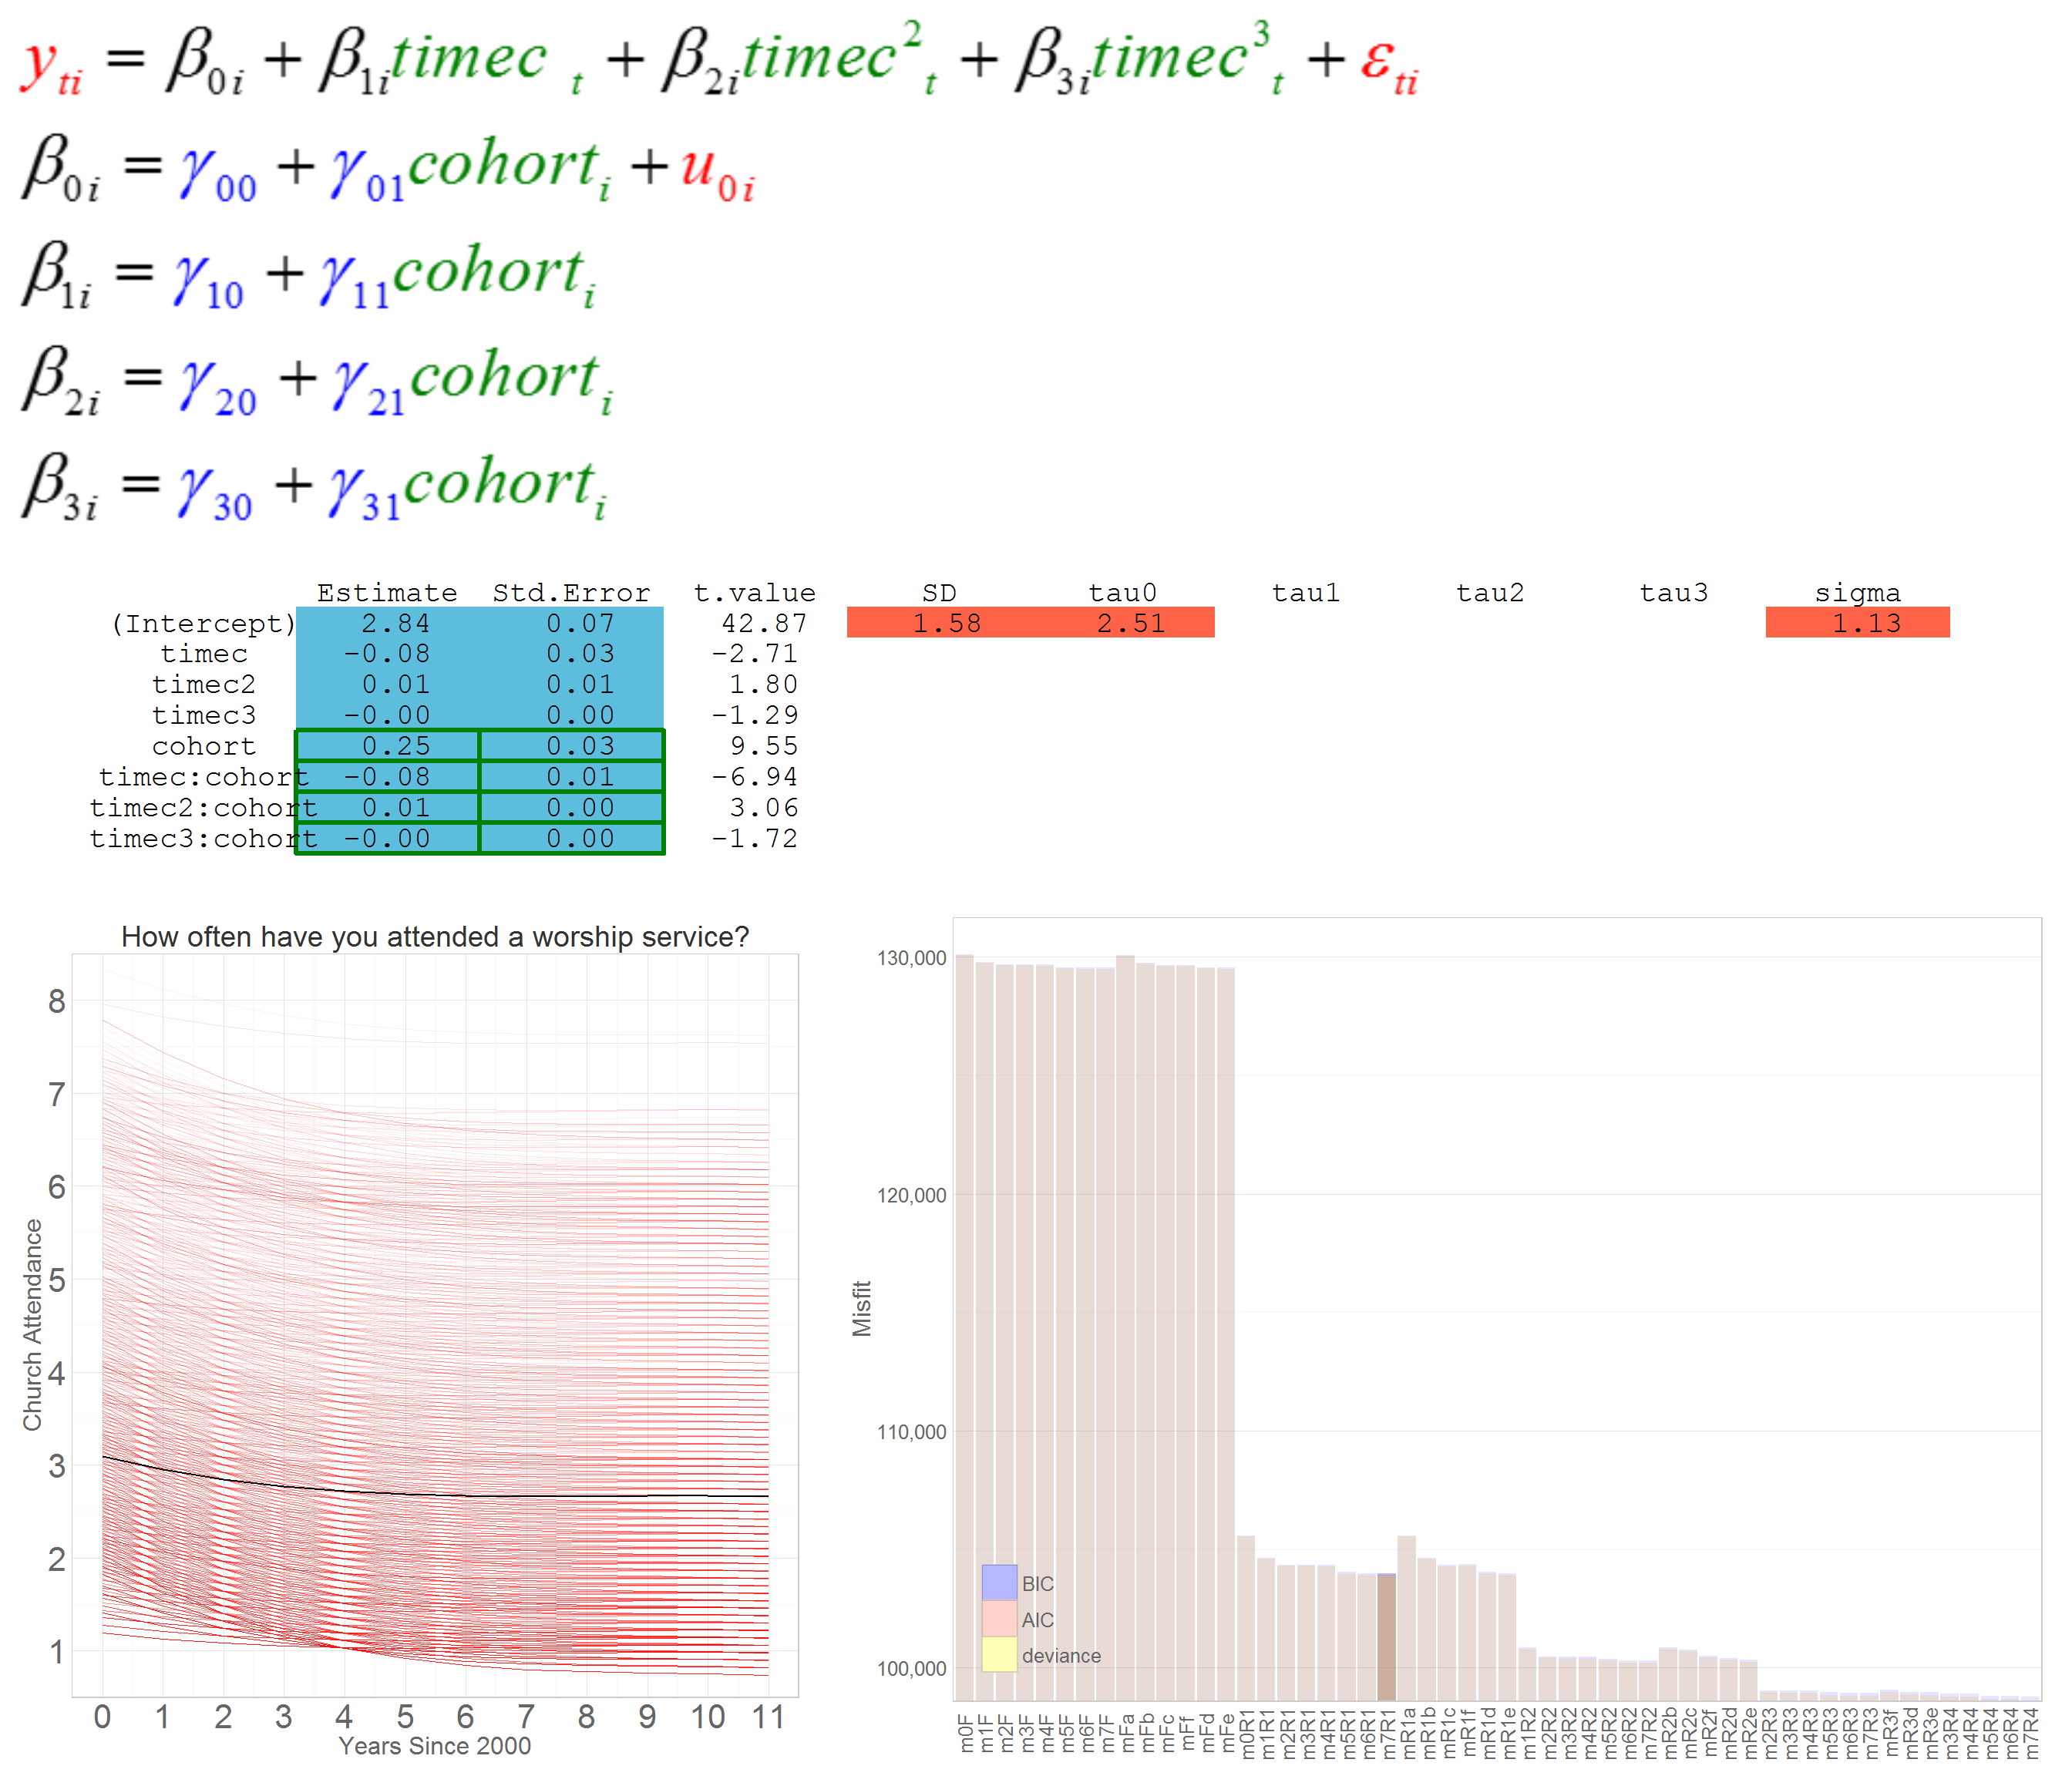 y_ti = β_0i + β_1i timec_t + β_2i timec²_t + β_3i timec³_t + ε_ti
β_0i = γ_00 + γ_01 cohort_i + u_0i
β_1i = γ_10 + γ_11 cohort_i
β_2i = γ_20 + γ_21 cohort_i
β_3i = γ_30 + γ_31 cohort_i
Estimate Std.Error t.value SD tau0 tau1 tau2 tau3 sigma
(Intercept) 2.84 0.07 42.87 1.58 2.51 1.13
timec -0.08 0.03 -2.71
timec2 0.01 0.01 1.80
timec3 -0.00 0.00 -1.29
cohort 0.25 0.03 9.55
timec:cohort -0.08 0.01 -6.94
timec2:cohort 0.01 0.00 3.06
timec3:cohort -0.00 0.00 -1.72
How often have you attended a worship service?
Church Attendance
8
7
6
5
4
3
2
1
0 1 2 3 4 5 6 7 8 9 10 11
Years Since 2000
Misfit
130,000
120,000
110,000
100,000
BIC
AIC
deviance
m0F m1F m2F m3F m4F m5F m6F m7F mFa mFb mFc mFf mFd mFe m0R1 m1R1 m2R1 m3R1 m4R1 m5R1 m6R1 m7R1 mR1a mR1b mR1c mR1f mR1d mR1e m1R2 m2R2 m3R2 m4R2 m5R2 m6R2 m7R2 mR2b mR2c mR2f mR2d mR2e m2R3 m3R3 m4R3 m5R3 m6R3 m7R3 mR3f mR3d mR3e m3R4 m4R4 m5R4 m6R4 m7R4